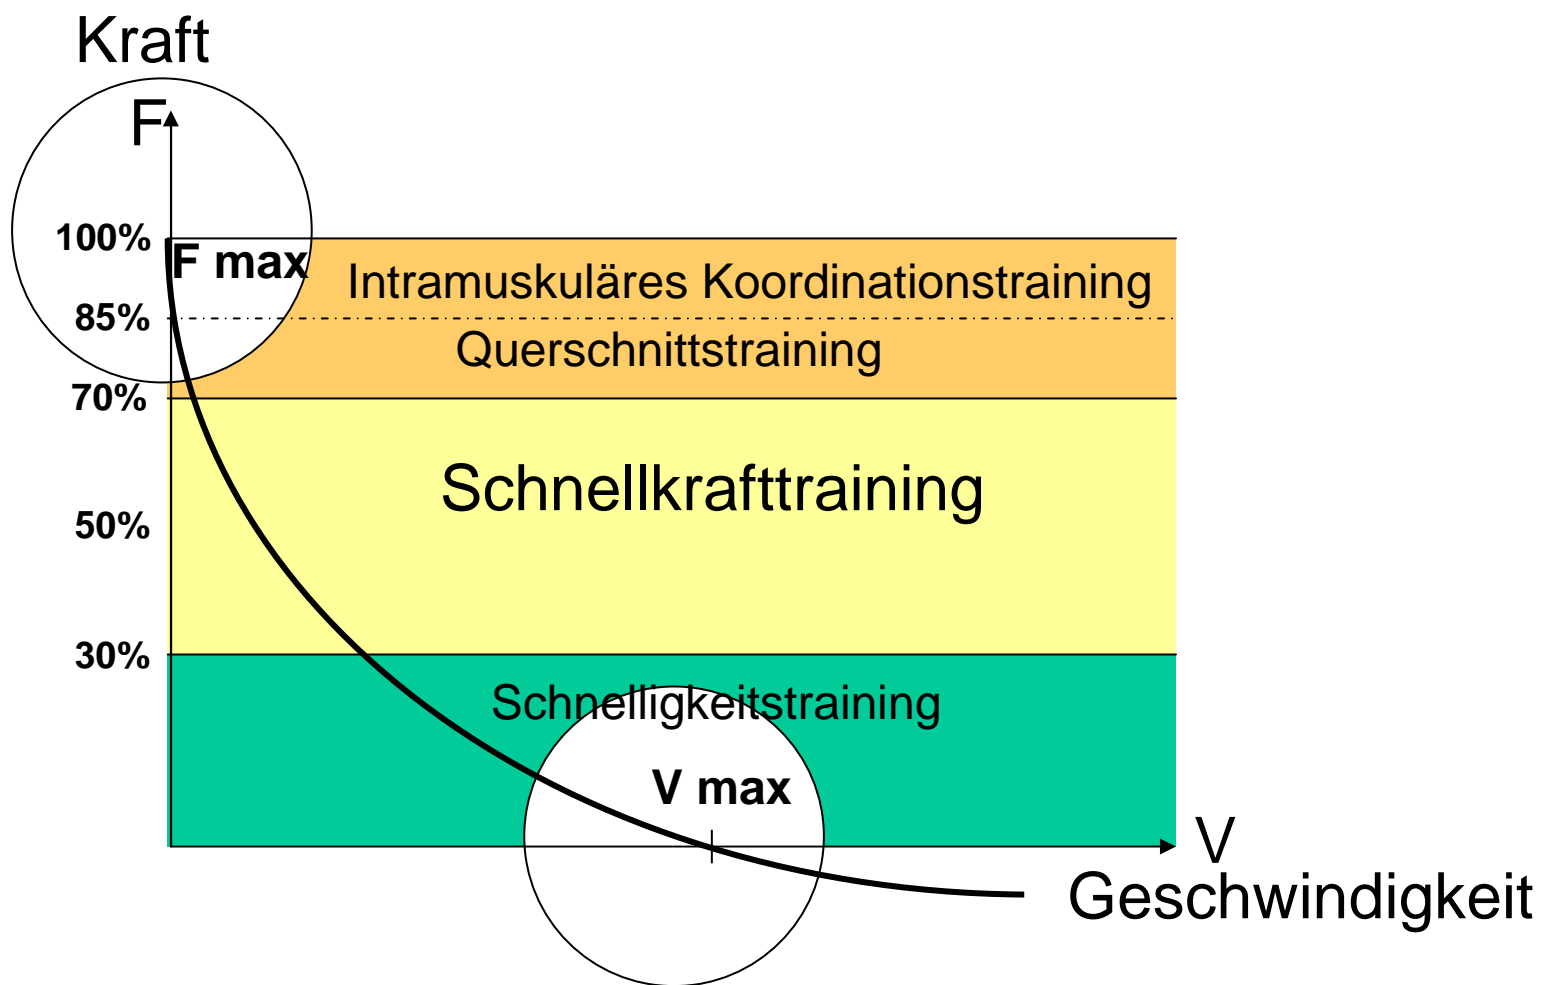 Kraft
F
100%
F max
Intramuskuläres Koordinationstraining
85%
Querschnittstraining
70%
Schnellkrafttraining
50%
30%
Schnelligkeitstraining
V max
V
Geschwindigkeit